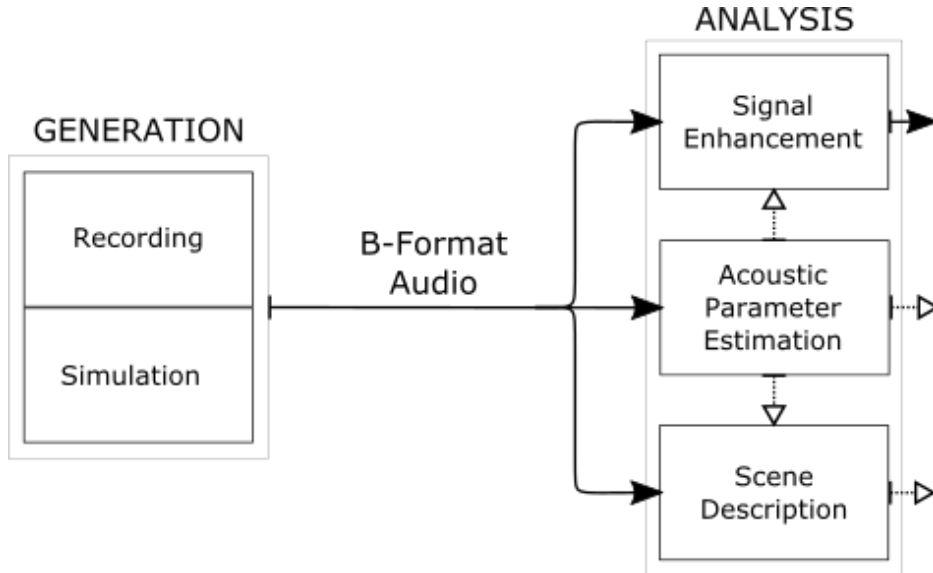 GENERATION
Recording
Simulation
B-Format
Audio
ANALYSIS
Signal
Enhancement
Acoustic
Parameter
Estimation
Scene
Description